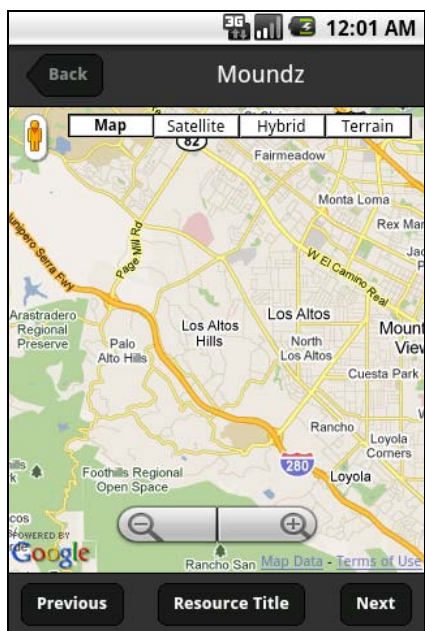 3G 12:01 AM
Back Moundz
Map Satellite Hybrid Terrain
82
Fairmeadow
Monta Loma
Rex Mar
Page Mill Rd
W El Camino Real
Junipero Serra Fwy
Arastradero
Regional
Preserve
Los Altos
Hills
Los Altos
North
Los Altos
Mount
View
Palo
Alto Hills
Cuesta Park
Rancho
Loyola
Corners
280
Loyola
Foothills Regional
Open Space
POWERED BY
Google
Rancho San
Map Data - Terms of Use
Previous Resource Title Next